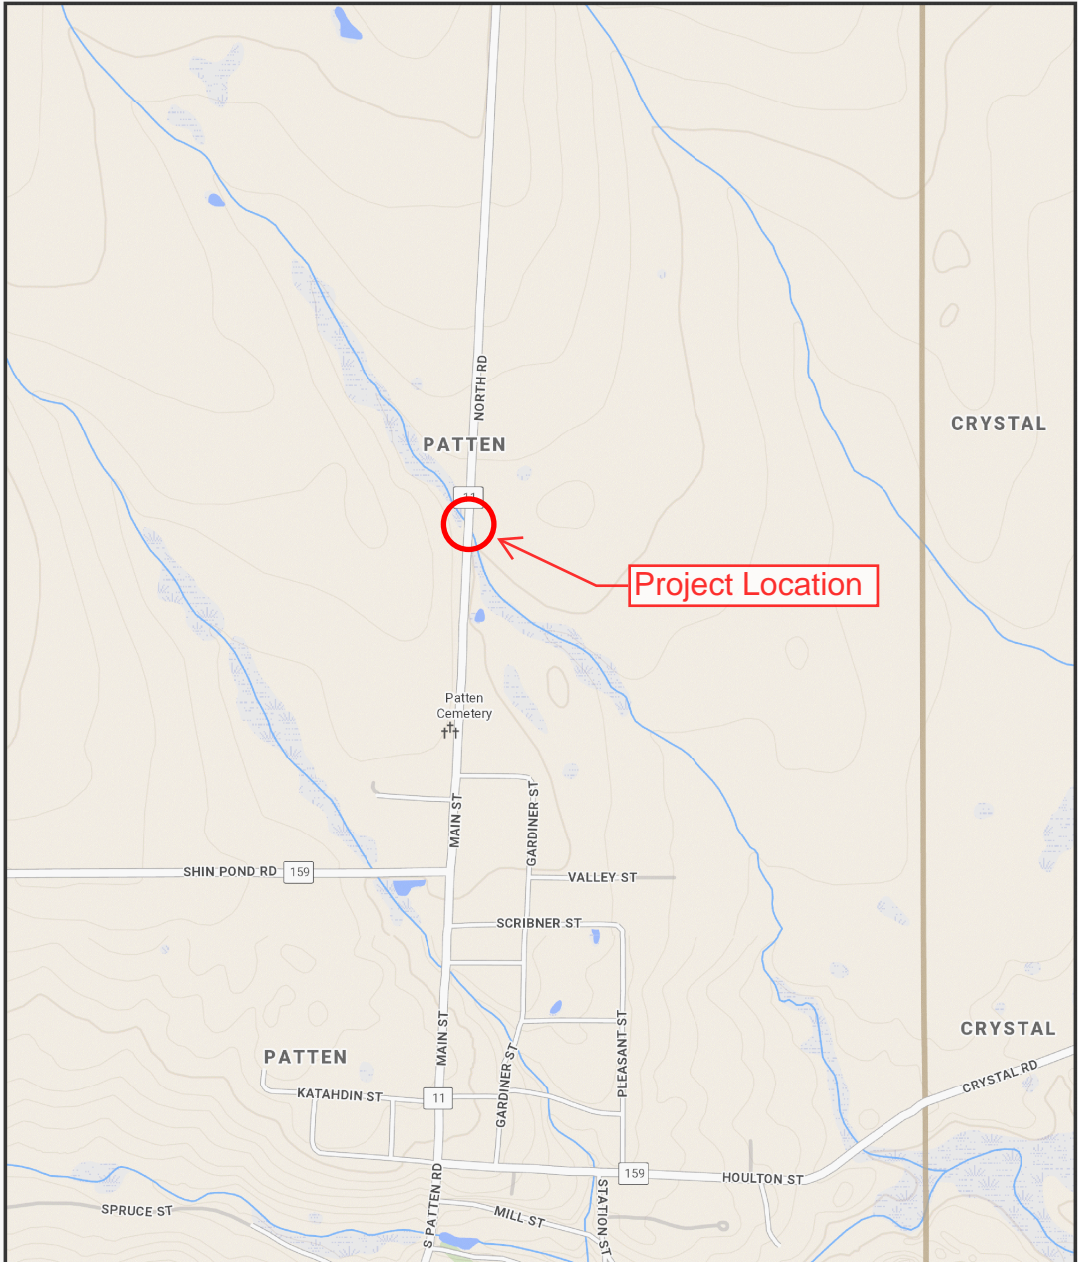 NORTH RD
CRYSTAL
PATTEN
11
Project Location
Patten
Cemetery
MAIN ST
GARDINER ST
SHIN POND RD
159
VALLEY ST
SCRIBNER ST
MAIN ST
PLEASANT ST
CRYSTAL
PATTEN
GARDINER ST
CRYSTAL RD
KATAHDIN ST
11
159
HOULTON ST
S PATTEN RD
STATION ST
SPRUCE ST
MILL ST